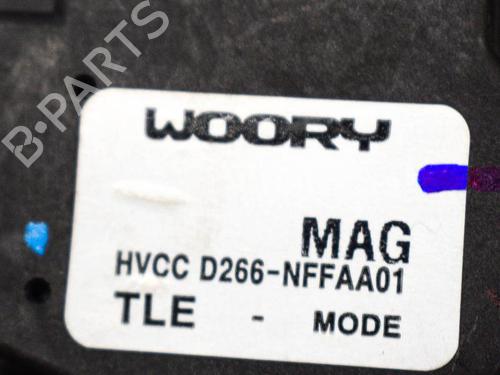 B-PARTS
WOORY
MAG
HVCC D266-NFFAA01
TLE - MODE